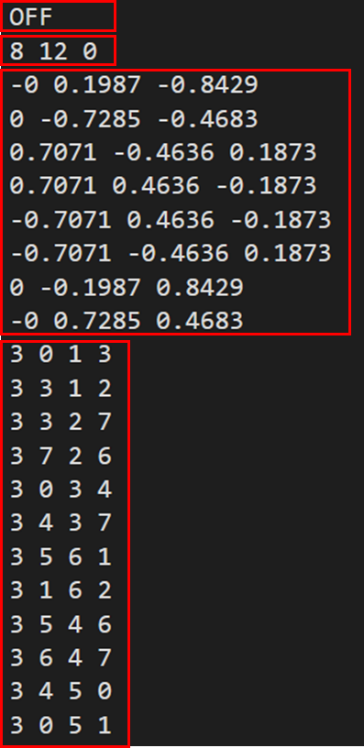 OFF
8 12 0
-0 0.1987 -0.8429
0 -0.7285 -0.4683
0.7071 -0.4636 0.1873
0.7071 0.4636 -0.1873
-0.7071 0.4636 -0.1873
-0.7071 -0.4636 0.1873
0 -0.1987 0.8429
-0 0.7285 0.4683
3 0 1 3
3 3 1 2
3 3 2 7
3 7 2 6
3 0 3 4
3 4 3 7
3 5 6 1
3 1 6 2
3 5 4 6
3 6 4 7
3 4 5 0
3 0 5 1